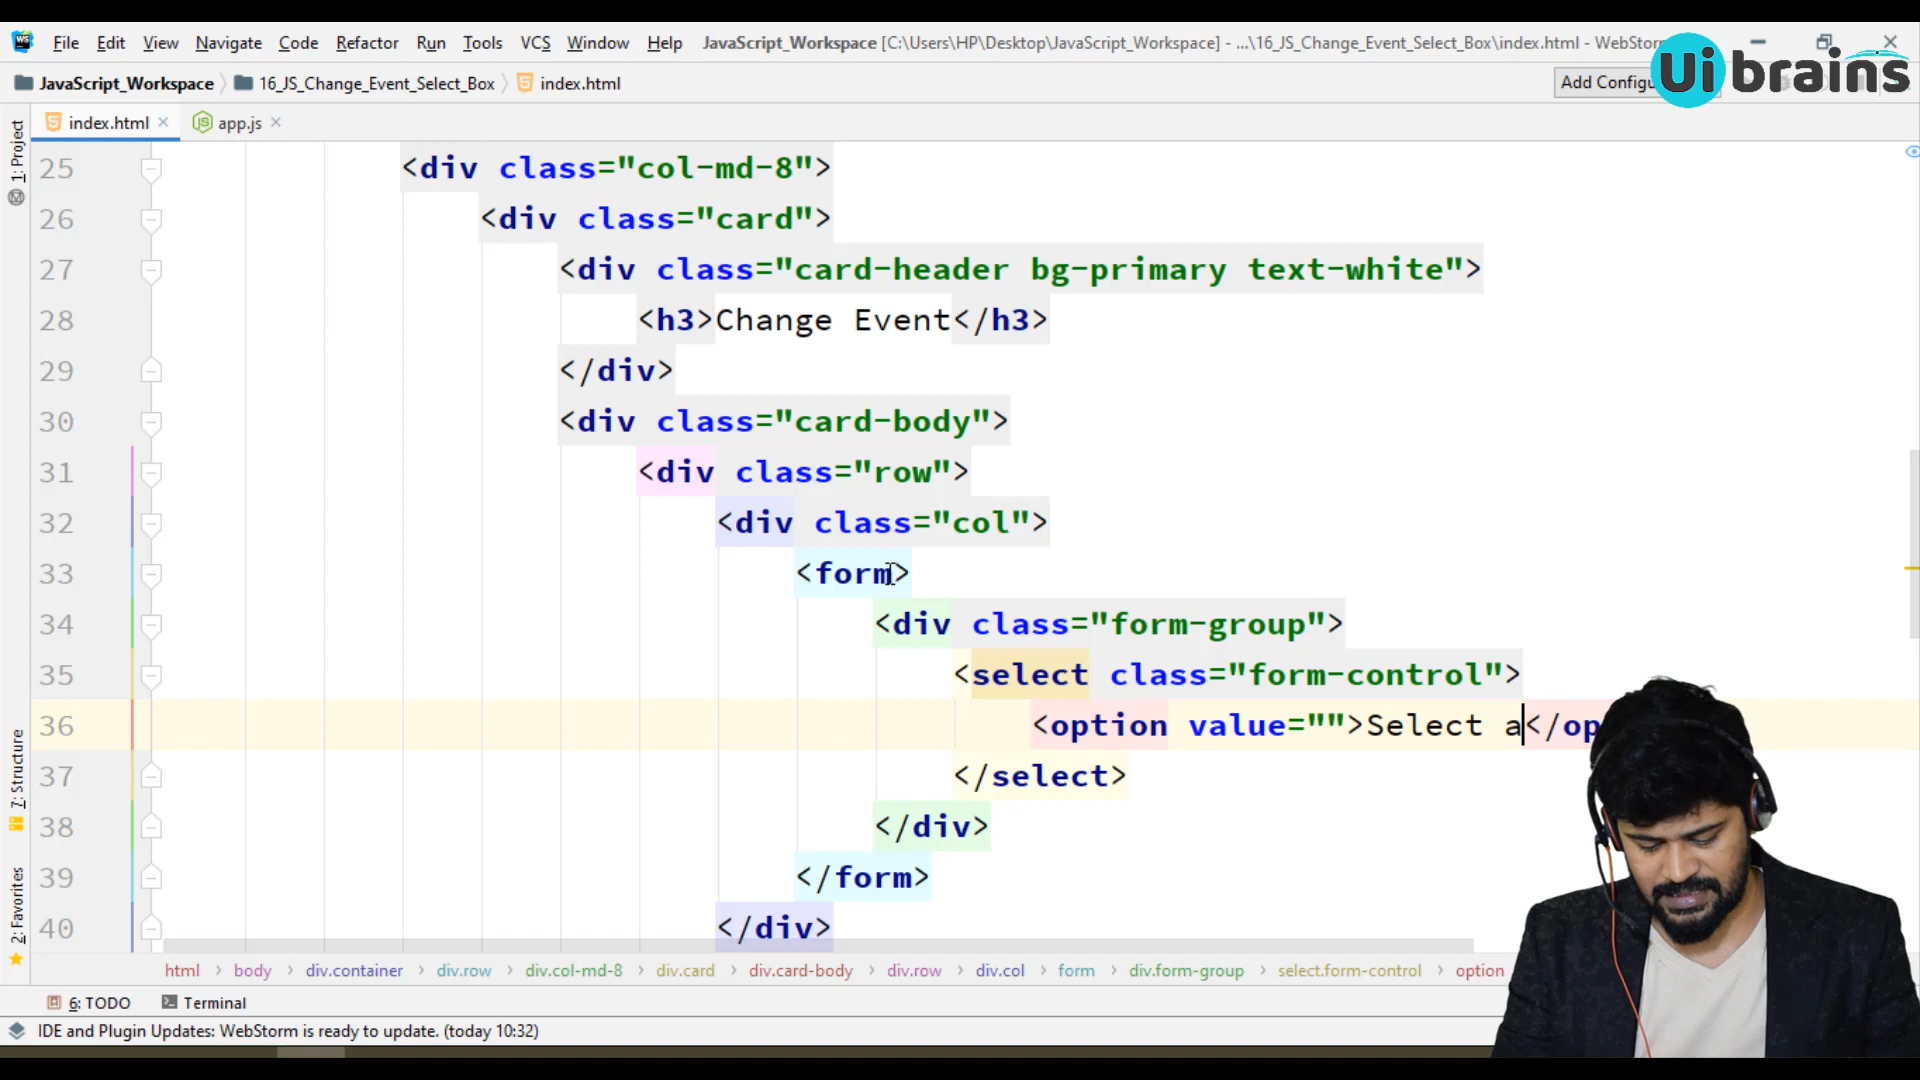 File Edit View Navigate Code Refactor Run Tools VCS Window Help JavaScript_Workspace [C:\Users\HP\Desktop\JavaScript_Workspace] - ...\16_JS_Change_Event_Select_Box\index.html - WebStorm
Ui brains
JavaScript_Workspace 16_JS_Change_Event_Select_Box index.html Add Configu
index.html app.js
1: Project
25 <div class="col-md-8">
26 <div class="card">
27 <div class="card-header bg-primary text-white">
28 <h3>Change Event</h3>
29 </div>
30 <div class="card-body">
31 <div class="row">
32 <div class="col">
33 <form>
34 <div class="form-group">
35 <select class="form-control">
36 <option value="">Select a</op
37 </select>
38 </div>
39 </form>
40 </div>
7: Structure
2: Favorites
html body div.container div.row div.col-md-8 div.card div.card-body div.row div.col form div.form-group select.form-control option
6: TODO Terminal
IDE and Plugin Updates: WebStorm is ready to update. (today 10:32)